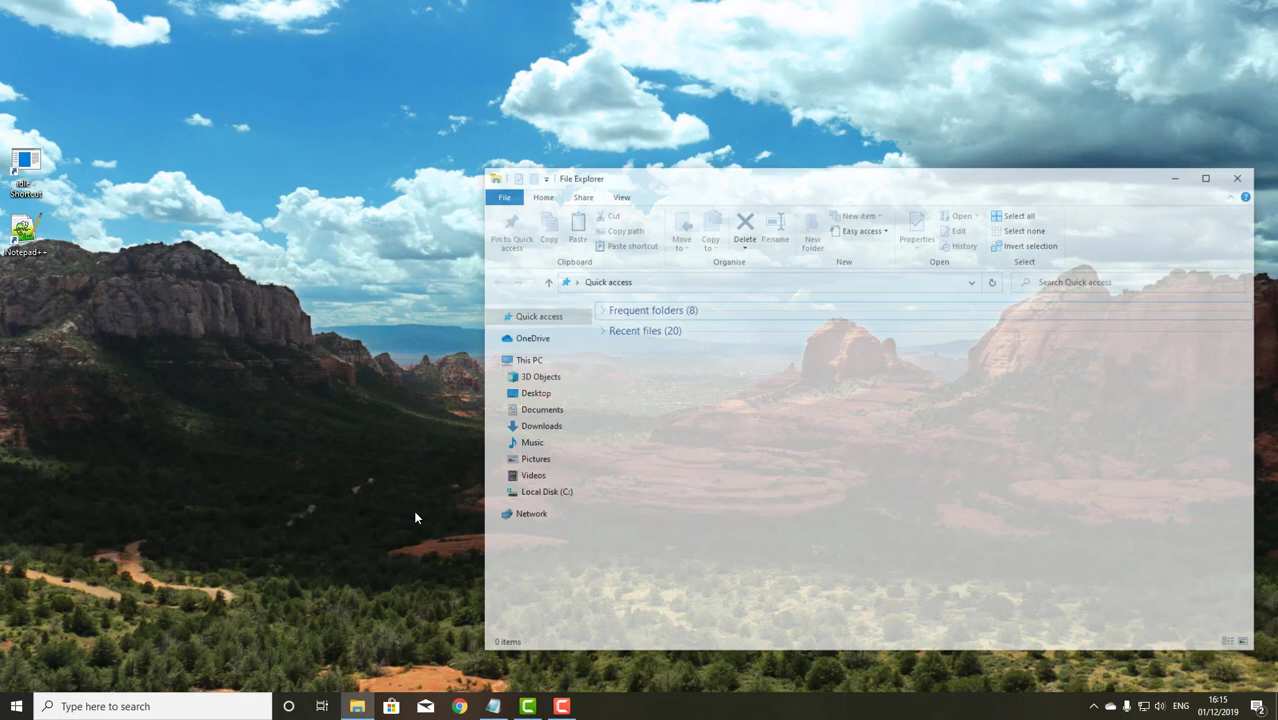 Idle -
Shortcut
Notepad++
File Explorer
File
Home
Share
View
Pin to Quick
access
Copy
Paste
Cut
Copy path
Paste shortcut
Clipboard
Move
to
Copy
to
Delete
Rename
Organise
New
folder
New item
Easy access
New
Properties
Open
Edit
History
Open
Select all
Select none
Invert selection
Select
Quick access
Search Quick access
Quick access
OneDrive
This PC
3D Objects
Desktop
Documents
Downloads
Music
Pictures
Videos
Local Disk (C:)
Network
Frequent folders (8)
Recent files (20)
0 items
Type here to search
ENG
16:15
01/12/2019
2